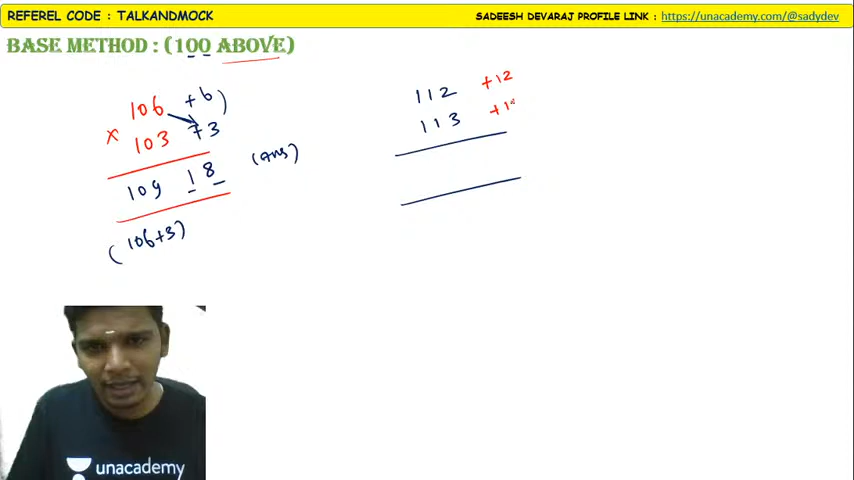 REFEREL CODE : TALKANDMOCK
SADEESH DEVARAJ PROFILE LINK : https://unacademy.com/@sadydev
BASE METHOD : (100 ABOVE)
106 +6)
× 103 +3
109 18 (ans)
(106+3)
112 +12
113 +1
unacademy